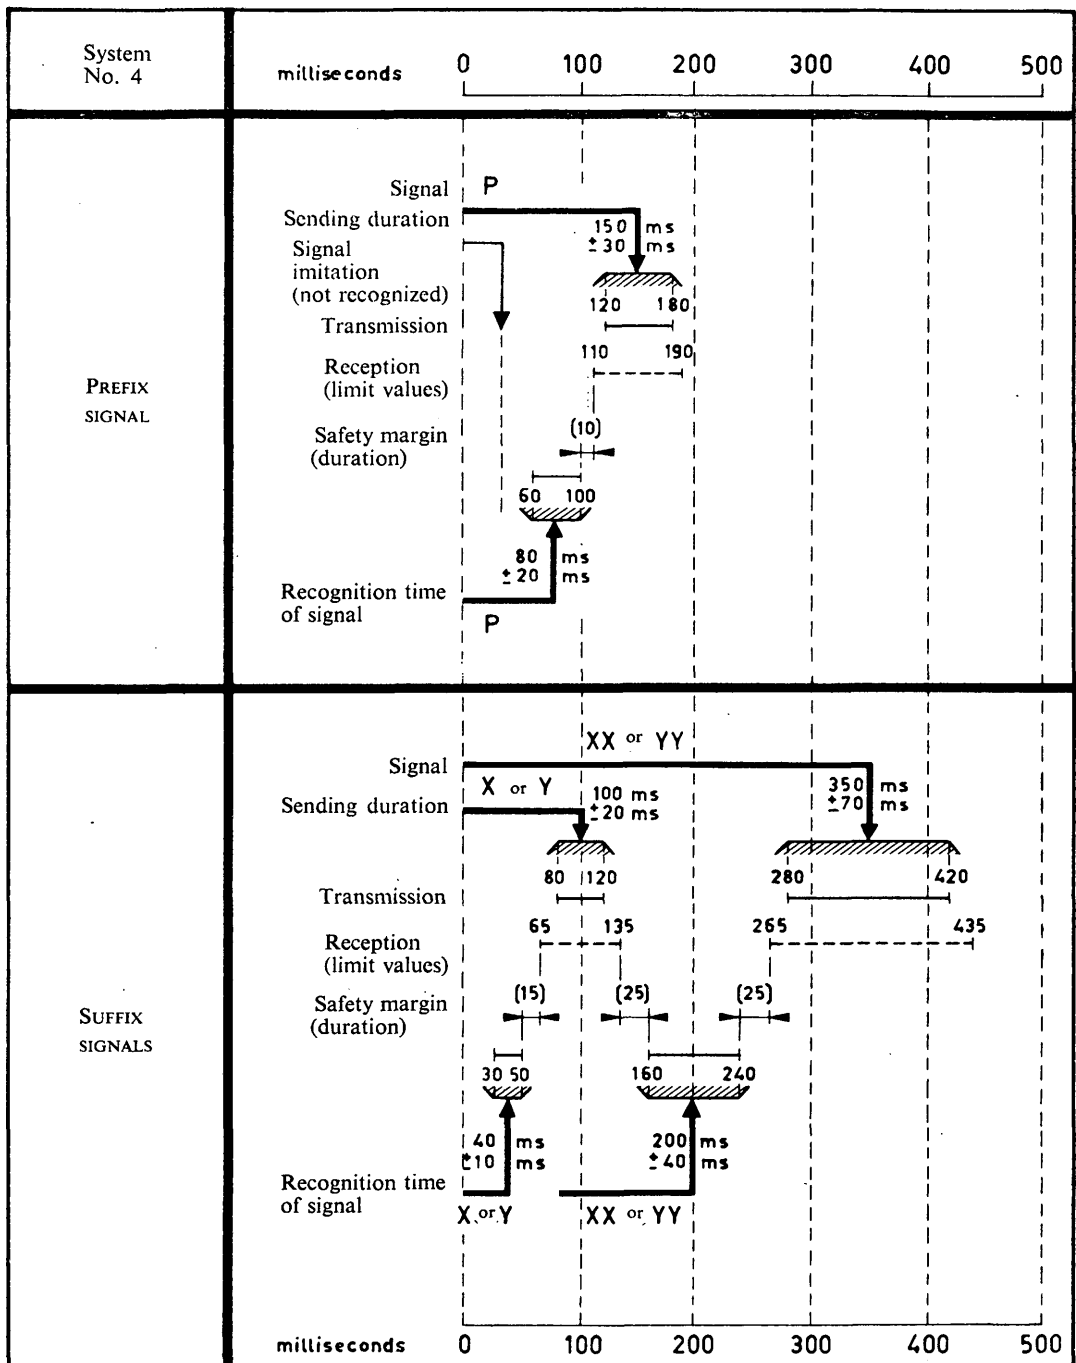 System
No. 4
milliseconds 0 100 200 300 400 500
PREFIX
SIGNAL
Signal P
Sending duration
150 ms
± 30 ms
Signal
imitation
(not recognized)
120 180
Transmission
110 190
Reception
(limit values)
(10)
Safety margin
(duration)
60 100
80 ms
± 20 ms
Recognition time
of signal
P
SUFFIX
SIGNALS
XX or YY
Signal
X or Y
350 ms
± 70 ms
Sending duration
100 ms
± 20 ms
80 120 280 420
Transmission
65 135 265 435
Reception
(limit values)
(15) (25) (25)
Safety margin
(duration)
30 50 160 240
40 ms
± 10 ms
200 ms
± 40 ms
Recognition time
of signal
X or Y XX or YY
milliseconds 0 100 200 300 400 500